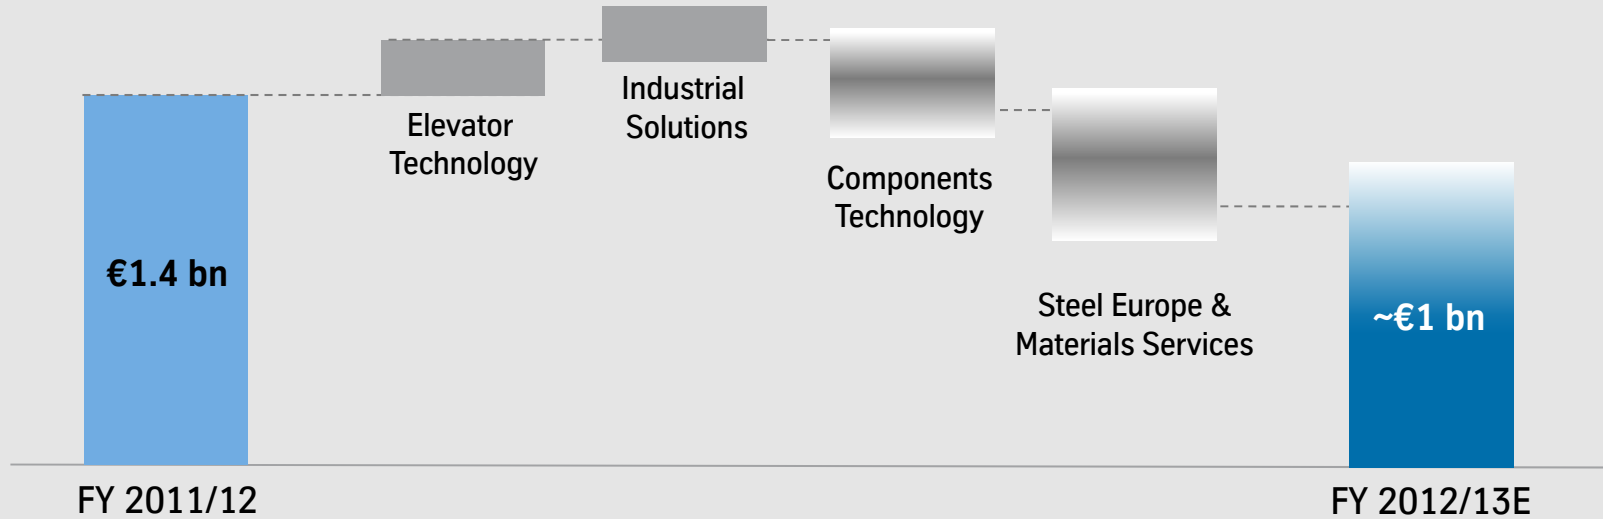 €1.4 bn
FY 2011/12
Elevator
Technology
Industrial
Solutions
Components
Technology
Steel Europe &
Materials Services
~€1 bn
FY 2012/13E